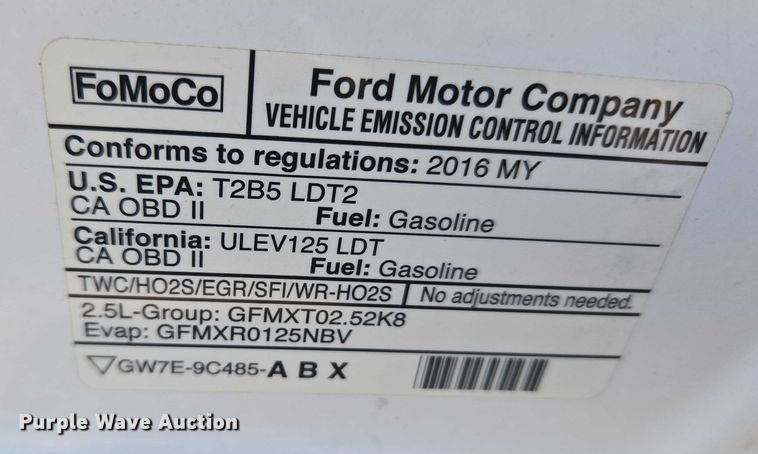 FoMoCo
Ford Motor Company
VEHICLE EMISSION CONTROL INFORMATION
Conforms to regulations: 2016 MY
U.S. EPA: T2B5 LDT2
CA OBD II Fuel: Gasoline
California: ULEV125 LDT
CA OBD II Fuel: Gasoline
TWC/HO2S/EGR/SFI/WR-HO2S No adjustments needed.
2.5L-Group: GFMXT02.52K8
Evap: GFMXR0125NBV
GW7E-9C485-A B X
Purple Wave Auction